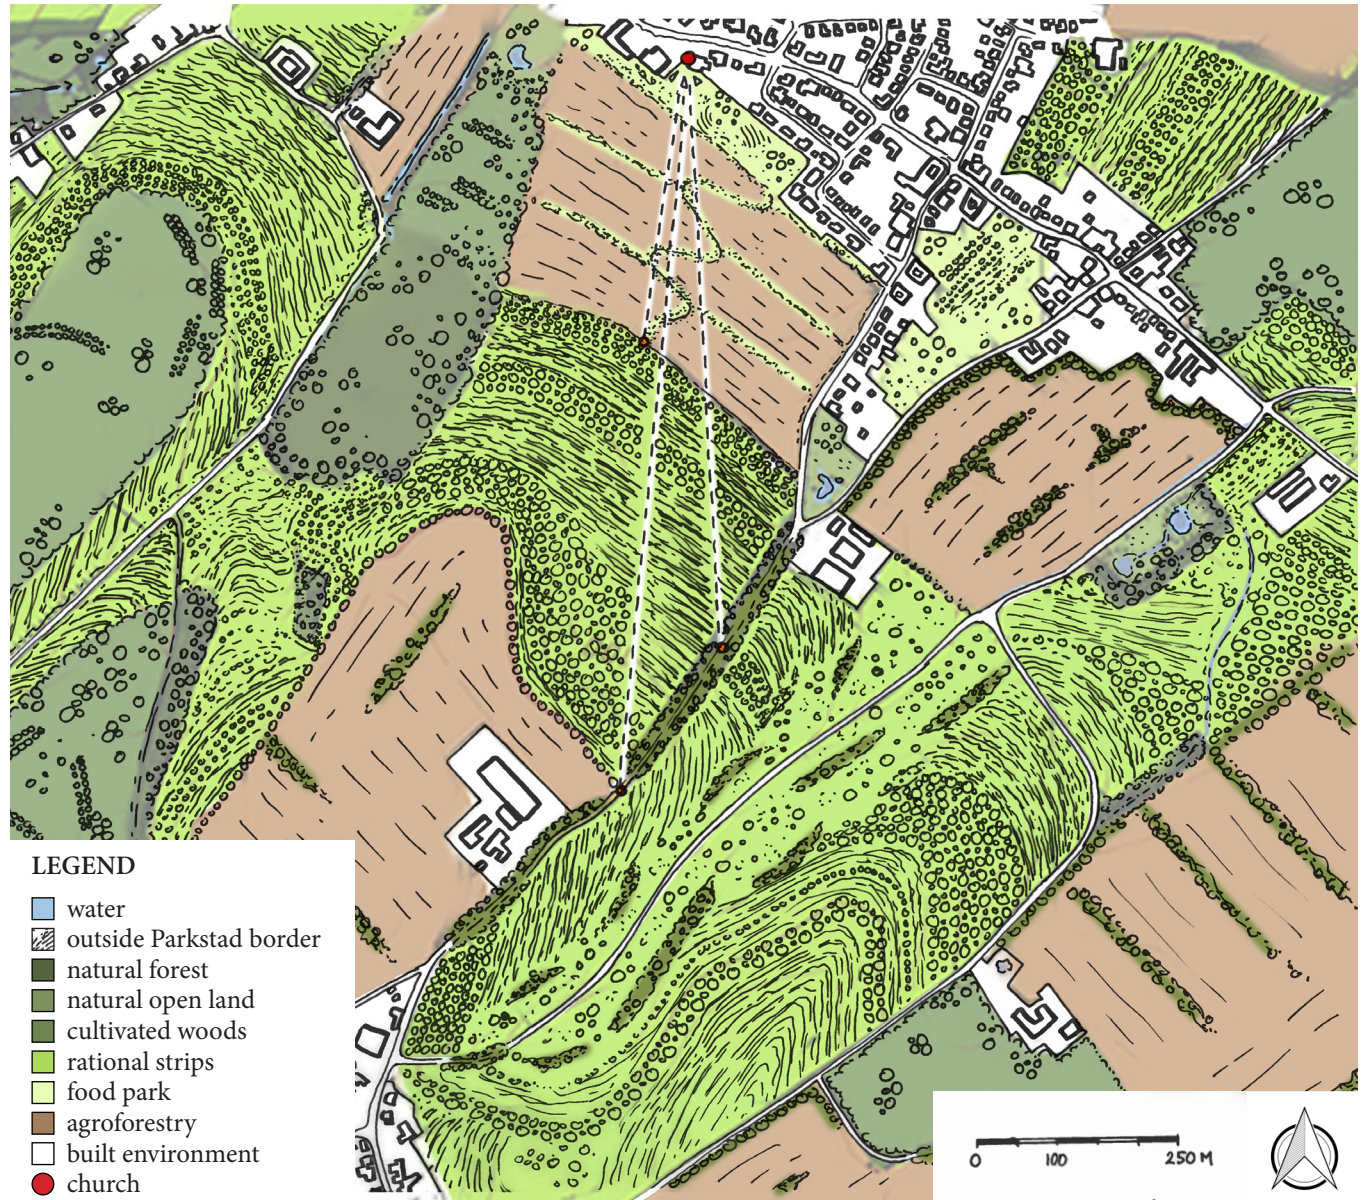 LEGEND
water
outside Parkstad border
natural forest
natural open land
cultivated woods
rational strips
food park
agroforestry
built environment
church
0 100 250 M